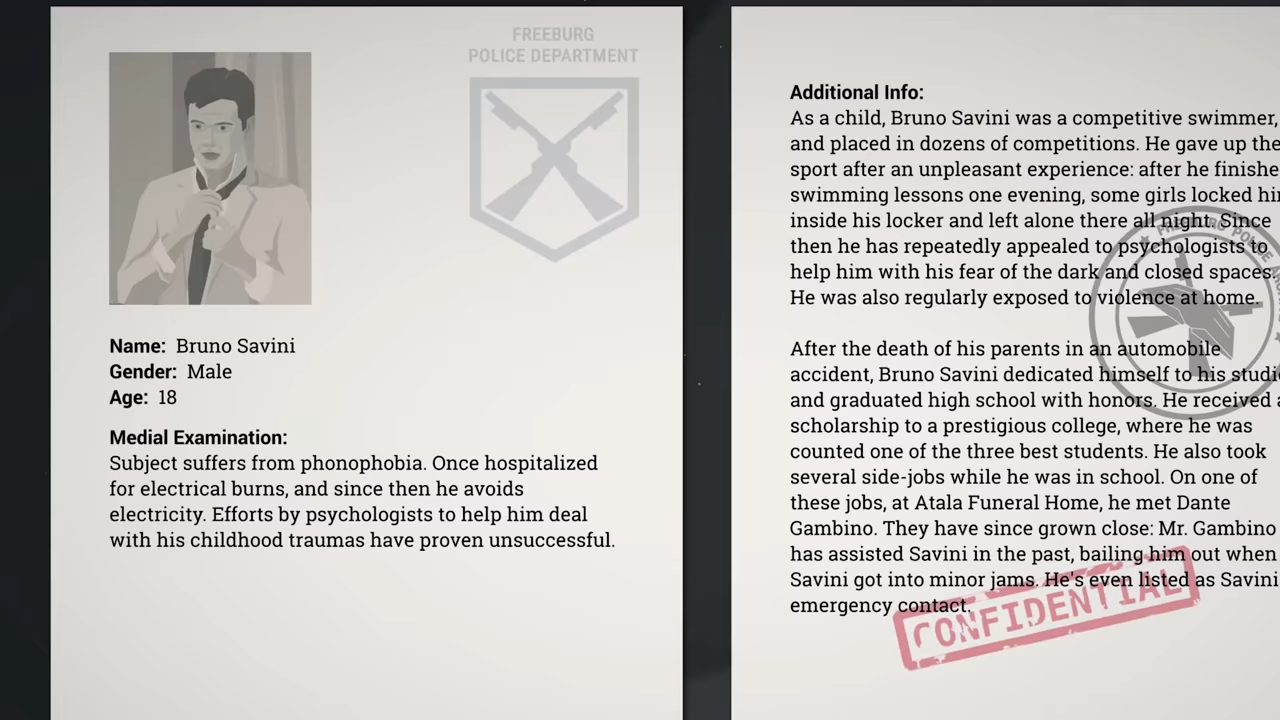 FREEBURG
POLICE DEPARTMENT
Name: Bruno Savini
Gender: Male
Age: 18
Medial Examination:
Subject suffers from phonophobia. Once hospitalized
for electrical burns, and since then he avoids
electricity. Efforts by psychologists to help him deal
with his childhood traumas have proven unsuccessful.
Additional Info:
As a child, Bruno Savini was a competitive swimmer,
and placed in dozens of competitions. He gave up the
sport after an unpleasant experience: after he finishe
swimming lessons one evening, some girls locked hi
inside his locker and left alone there all night. Since
then he has repeatedly appealed to psychologists to
help him with his fear of the dark and closed spaces.
He was also regularly exposed to violence at home.
After the death of his parents in an automobile
accident, Bruno Savini dedicated himself to his studi
and graduated high school with honors. He received a
scholarship to a prestigious college, where he was
counted one of the three best students. He also took
several side-jobs while he was in school. On one of
these jobs, at Atala Funeral Home, he met Dante
Gambino. They have since grown close: Mr. Gambino
has assisted Savini in the past, bailing him out when
Savini got into minor jams. He's even listed as Savini
emergency contact.
FREEBURG POLICE
CONFIDENTIAL